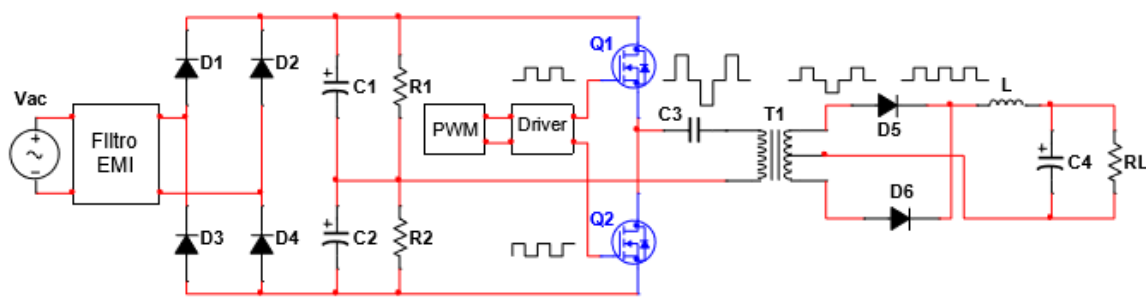 Vac
FIltro
EMI
D1
D2
D3
D4
C1
R1
C2
R2
PWM
Driver
Q1
Q2
C3
T1
D5
D6
L
C4
RL